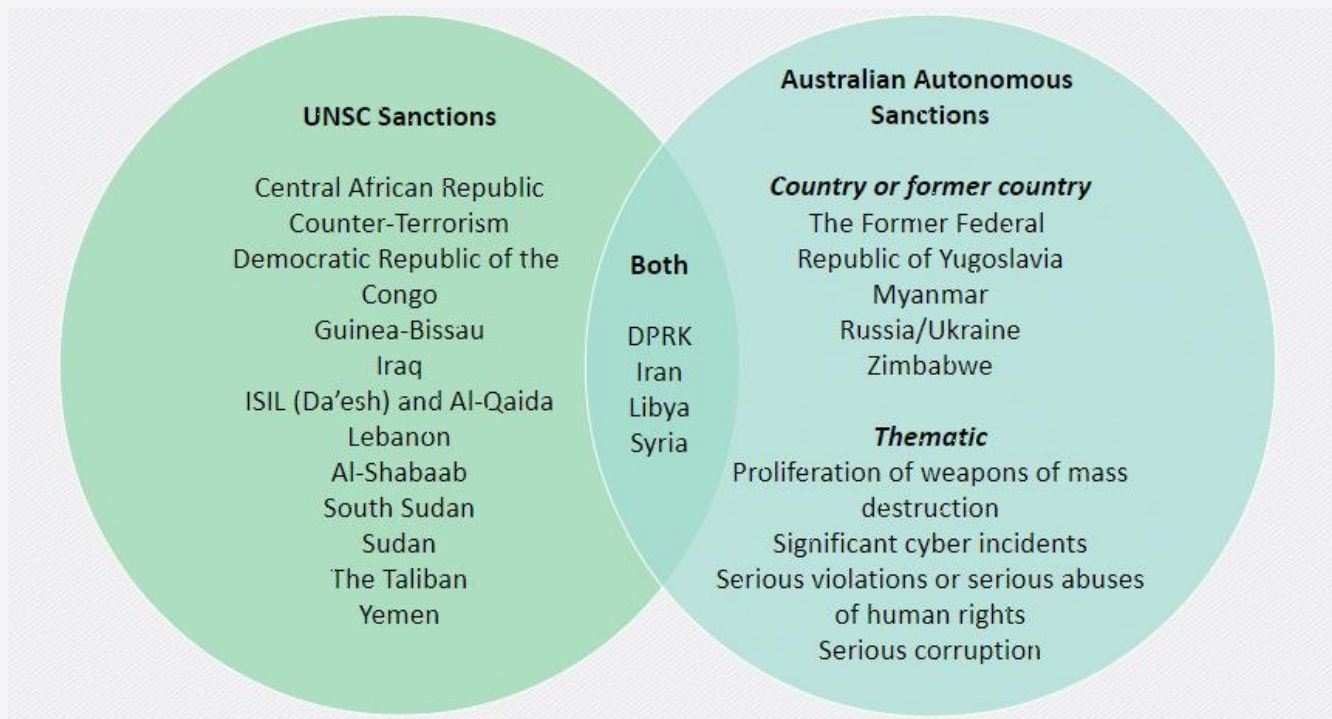 UNSC Sanctions
Central African Republic
Counter-Terrorism
Democratic Republic of the
Congo
Guinea-Bissau
Iraq
ISIL (Da'esh) and Al-Qaida
Lebanon
Al-Shabaab
South Sudan
Sudan
The Taliban
Yemen
Both
DPRK
Iran
Libya
Syria
Australian Autonomous
Sanctions
Country or former country
The Former Federal
Republic of Yugoslavia
Myanmar
Russia/Ukraine
Zimbabwe
Thematic
Proliferation of weapons of mass
destruction
Significant cyber incidents
Serious violations or serious abuses
of human rights
Serious corruption